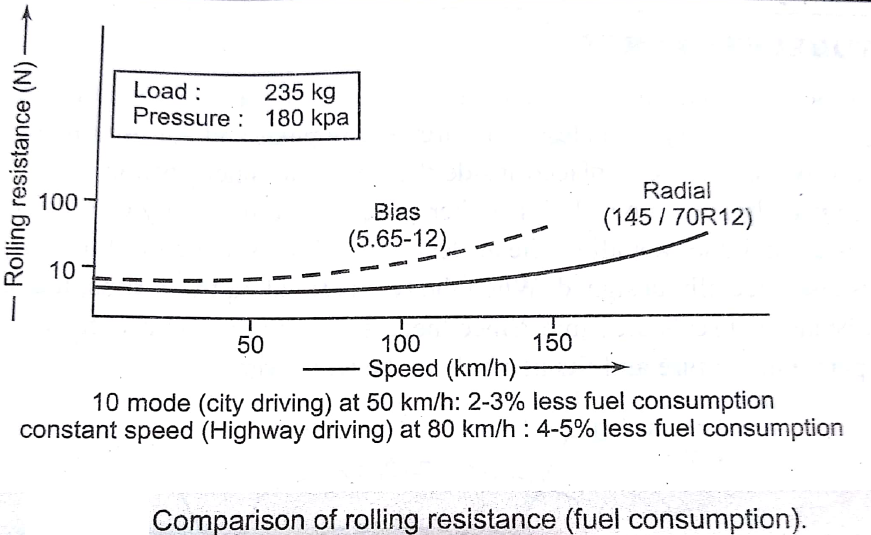 Rolling resistance (N)
Load : 235 kg
Pressure : 180 kpa
100
10
Bias
(5.65-12)
Radial
(145 / 70R12)
50 100 150
Speed (km/h)
10 mode (city driving) at 50 km/h: 2-3% less fuel consumption
constant speed (Highway driving) at 80 km/h : 4-5% less fuel consumption
Comparison of rolling resistance (fuel consumption).